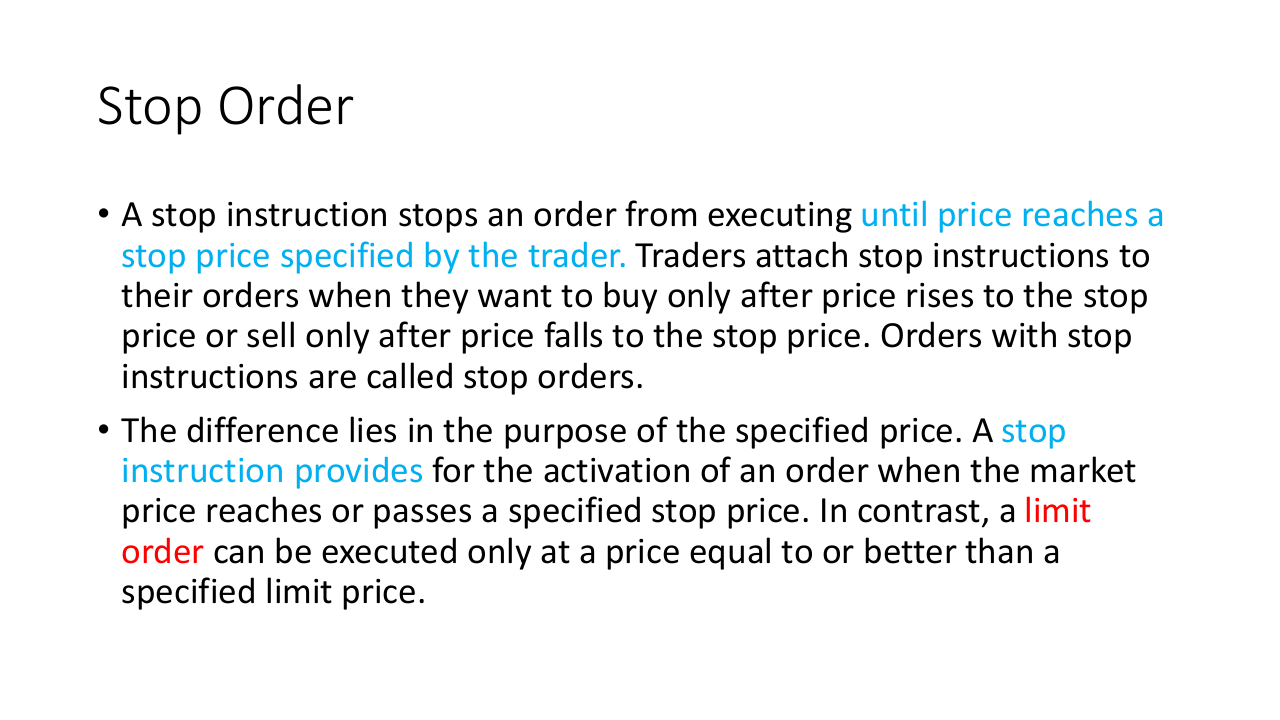 Stop Order
• A stop instruction stops an order from executing until price reaches a
stop price specified by the trader. Traders attach stop instructions to
their orders when they want to buy only after price rises to the stop
price or sell only after price falls to the stop price. Orders with stop
instructions are called stop orders.
• The difference lies in the purpose of the specified price. A stop
instruction provides for the activation of an order when the market
price reaches or passes a specified stop price. In contrast, a limit
order can be executed only at a price equal to or better than a
specified limit price.